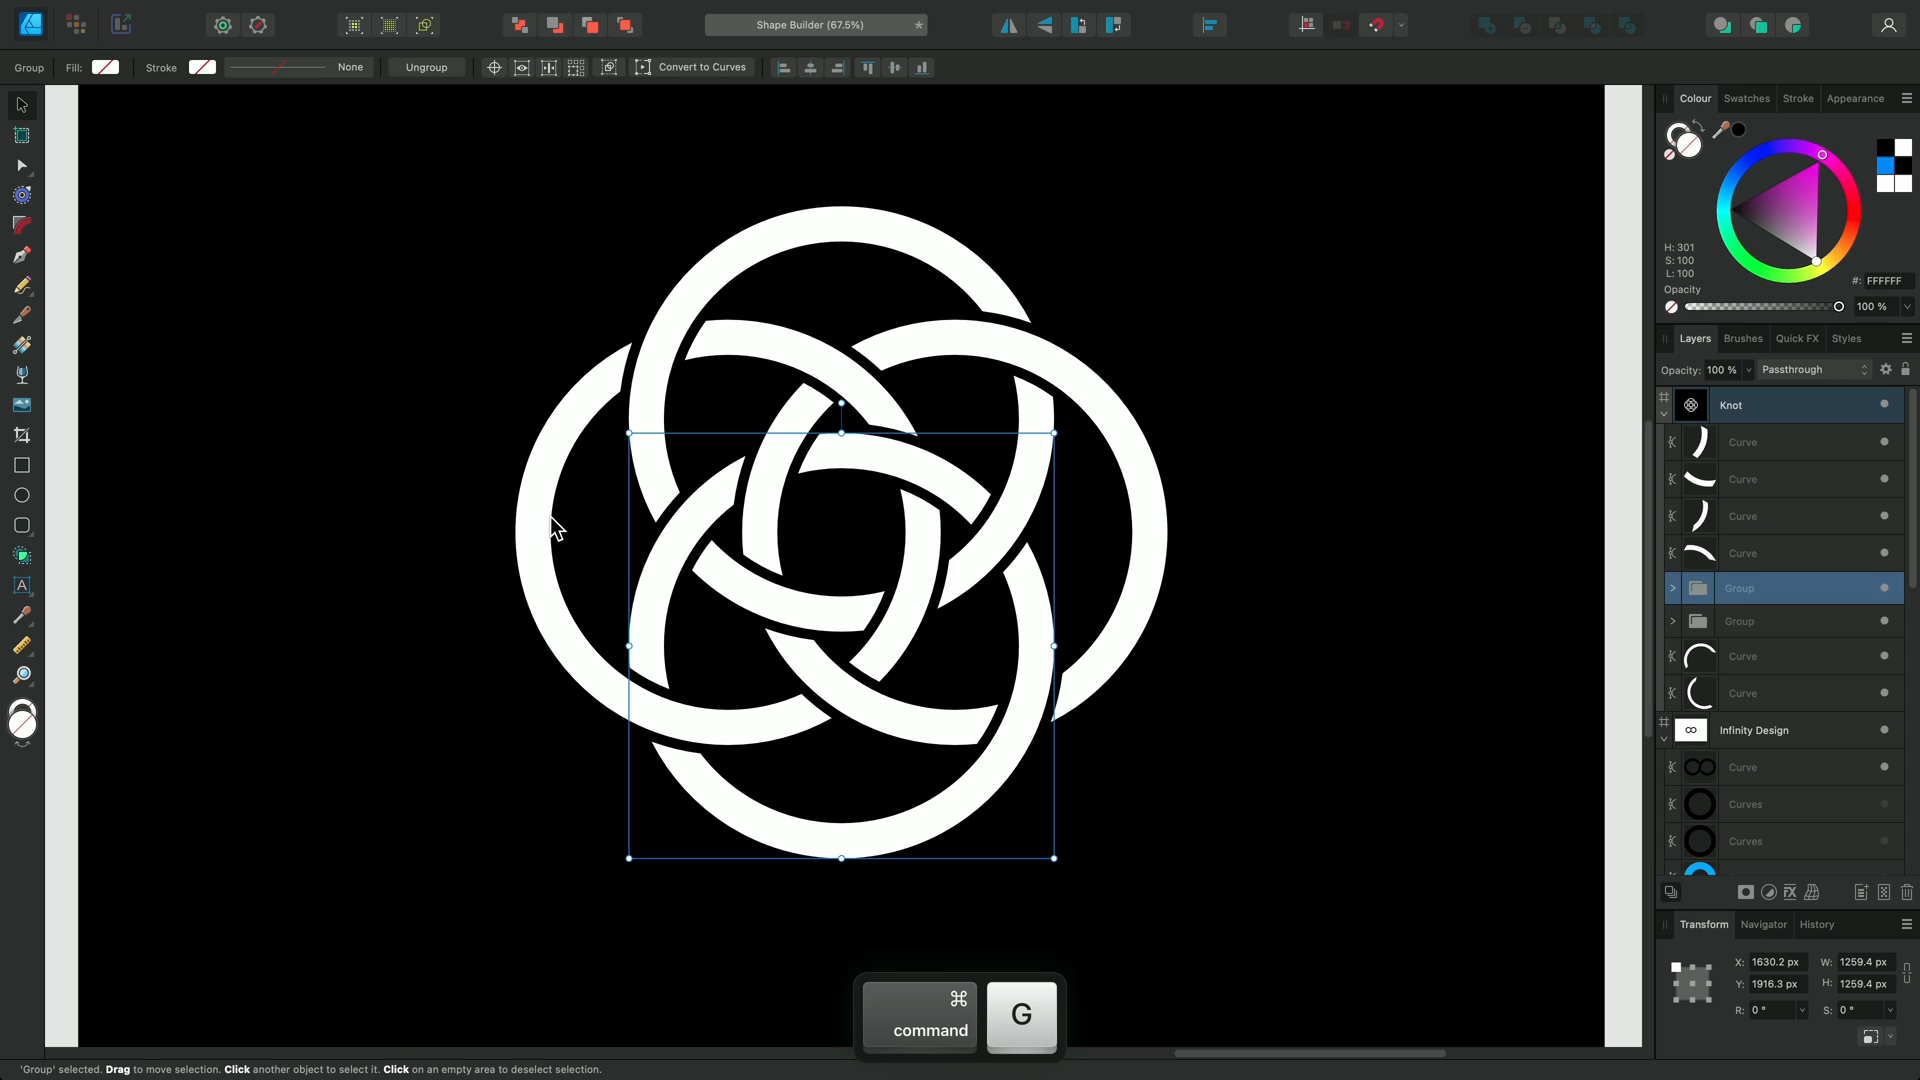 Shape Builder (67.5%)
*
Group
Fill:
Stroke
None
Ungroup
Convert to Curves
Colour
Swatches
Stroke
Appearance
H: 301
S: 100
L: 100
#: FFFFFF
Opacity
100 %
Layers
Brushes
Quick FX
Styles
Opacity: 100 %
Passthrough
Knot
Curve
Curve
Curve
Curve
Group
Group
Curve
Curve
Infinity Design
Curve
Curves
Curves
Transform
Navigator
History
X: 1630.2 px
W: 1259.4 px
Y: 1916.3 px
H: 1259.4 px
R: 0 °
S: 0 °
A
⌘
command
G
'Group' selected. Drag to move selection. Click another object to select it. Click on an empty area to deselect selection.